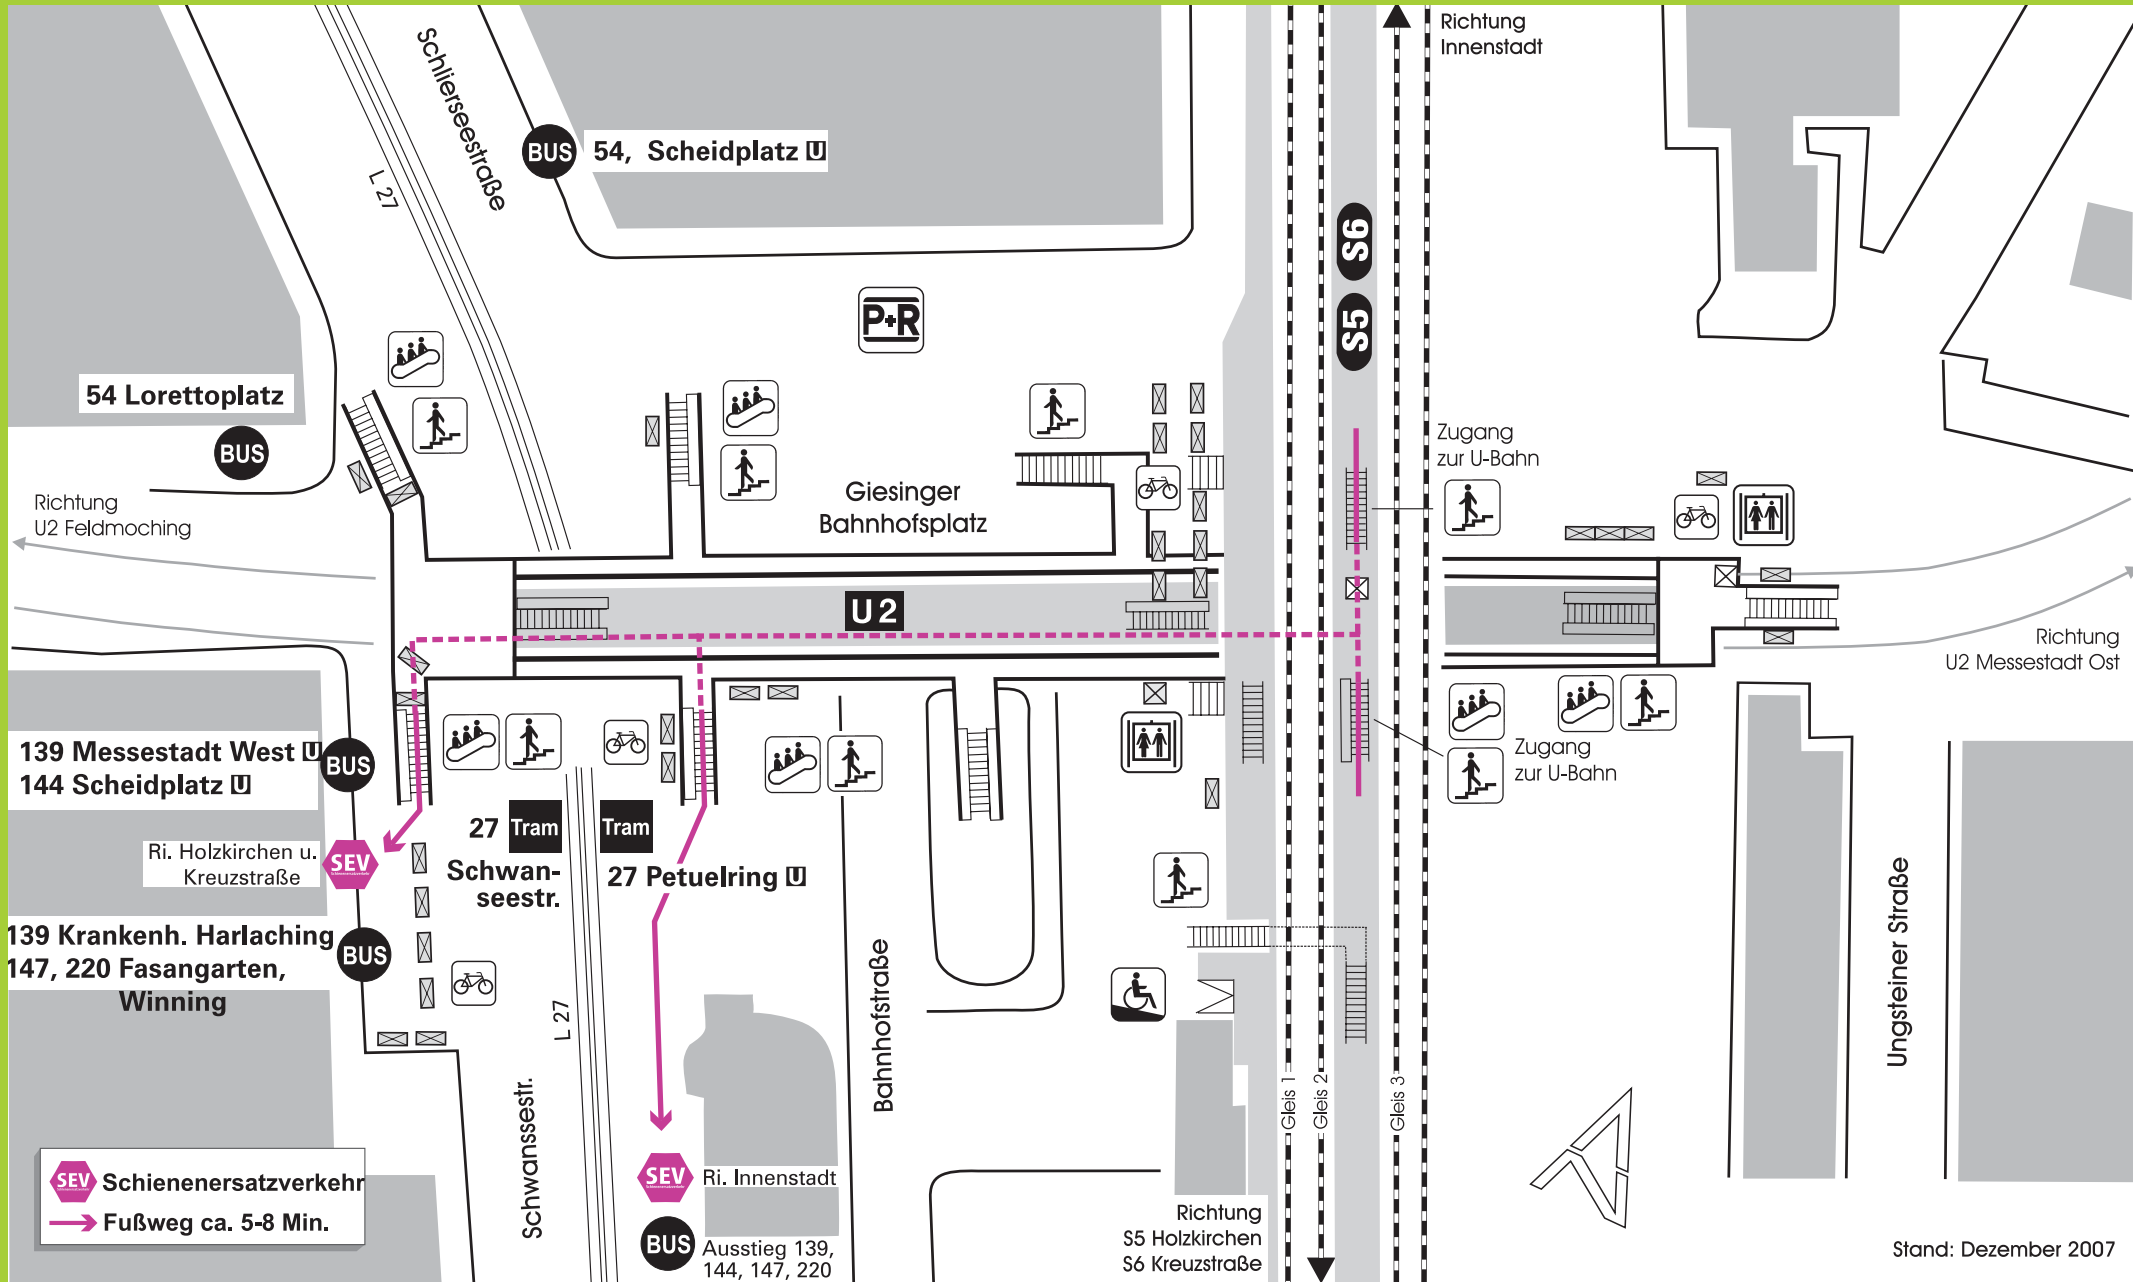 Richtung
Innenstadt
Schlierseestraße
BUS
54, Scheidplatz U
L 27
S6
S5
P+R
54 Lorettoplatz
BUS
Zugang
zur U-Bahn
Richtung
U2 Feldmoching
Giesinger
Bahnhofsplatz
U2
Richtung
U2 Messestadt Ost
139 Messestadt West U
144 Scheidplatz U
BUS
Zugang
zur U-Bahn
27 Tram
Schwan-
seestr.
Tram
27 Petuelring U
Ri. Holzkirchen u.
Kreuzstraße
SEV
139 Krankenh. Harlaching
147, 220 Fasangarten,
Winning
BUS
L 27
Bahnhofstraße
Ungsteiner Straße
Schwanssestr.
Gleis 1
Gleis 2
Gleis 3
SEV
Ri. Innenstadt
BUS
Ausstieg 139,
144, 147, 220
Richtung
S5 Holzkirchen
S6 Kreuzstraße
SEV Schienenersatzverkehr
Fußweg ca. 5-8 Min.
Stand: Dezember 2007